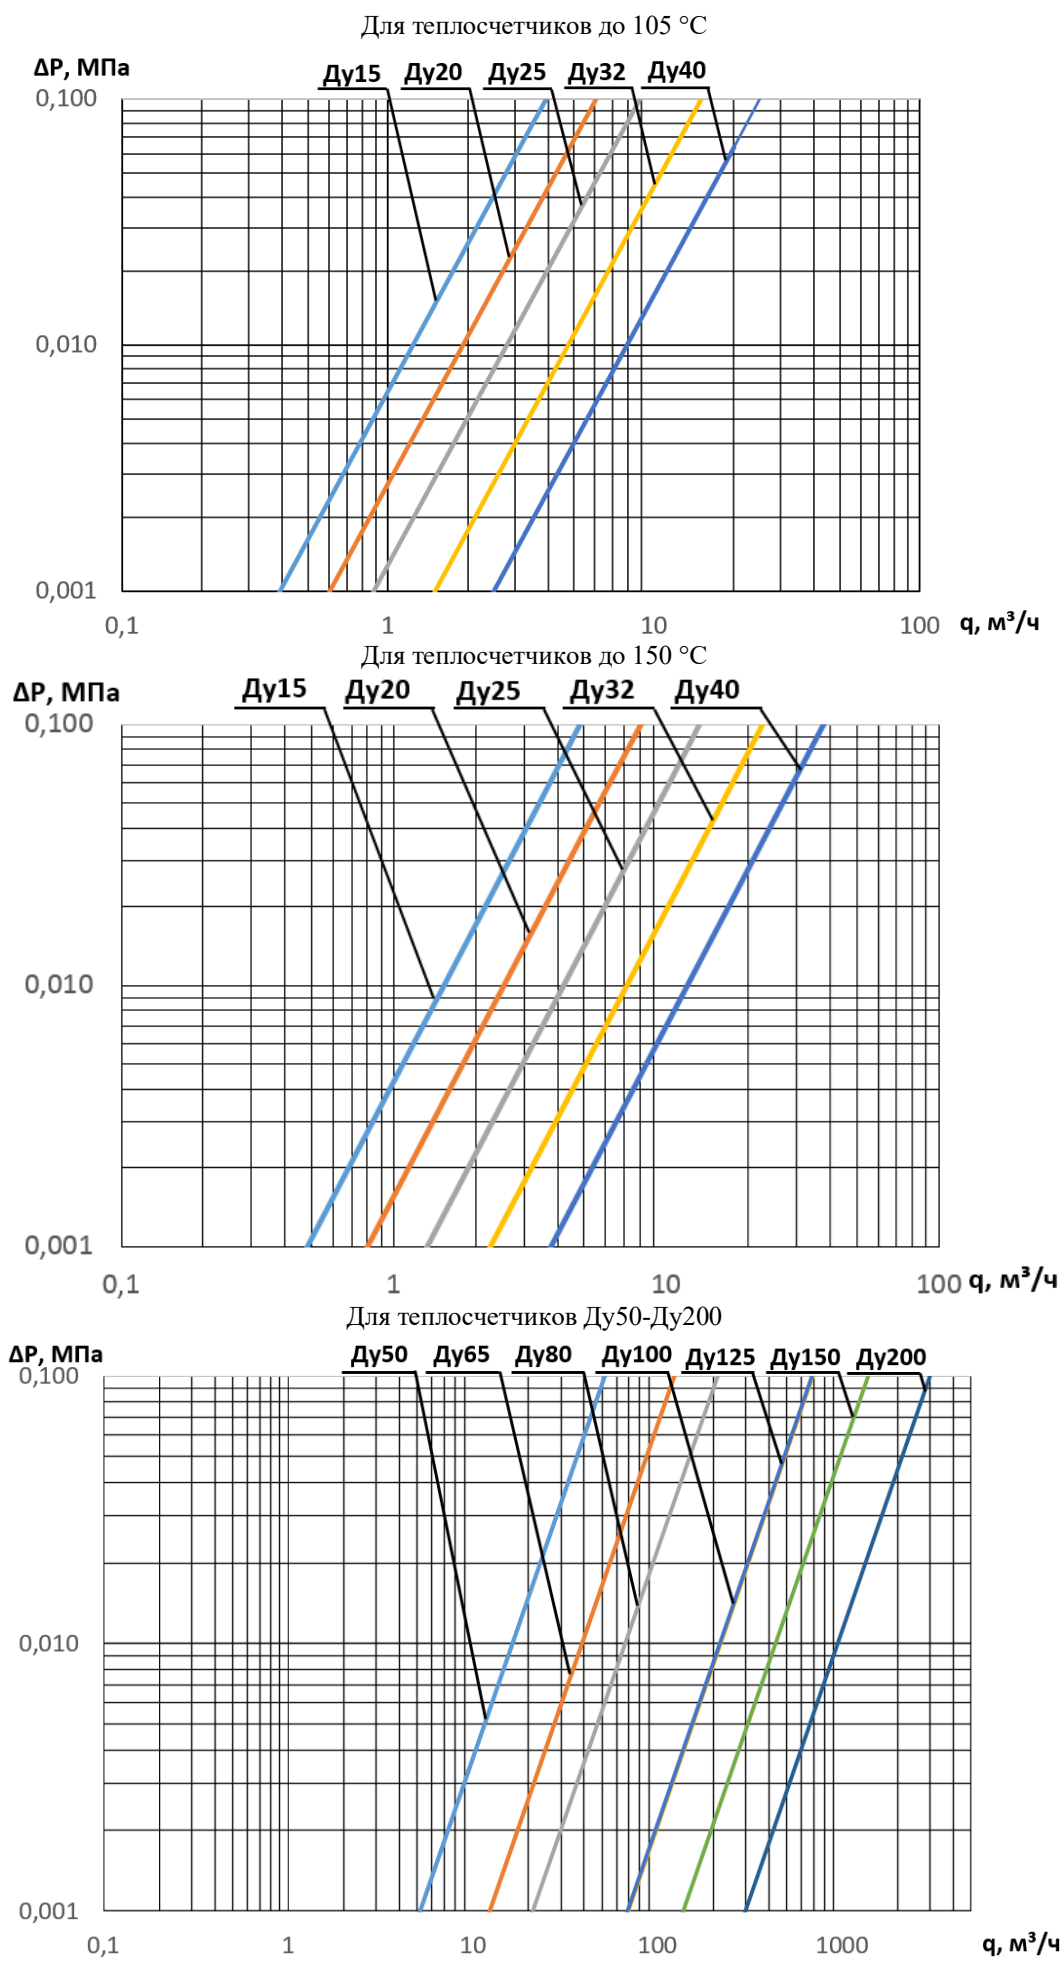 Для теплосчетчиков до 105 °С
ΔP, МПа
Ду15 Ду20 Ду25 Ду32 Ду40
0,100
0,010
0,001
0,1 1 10 100 q, м³/ч
Для теплосчетчиков до 150 °С
ΔP, МПа
Ду15 Ду20 Ду25 Ду32 Ду40
0,100
0,010
0,001
0,1 1 10 100 q, м³/ч
Для теплосчетчиков Ду50-Ду200
ΔP, МПа
Ду50 Ду65 Ду80 Ду100 Ду125 Ду150 Ду200
0,100
0,010
0,001
0,1 1 10 100 1000 q, м³/ч